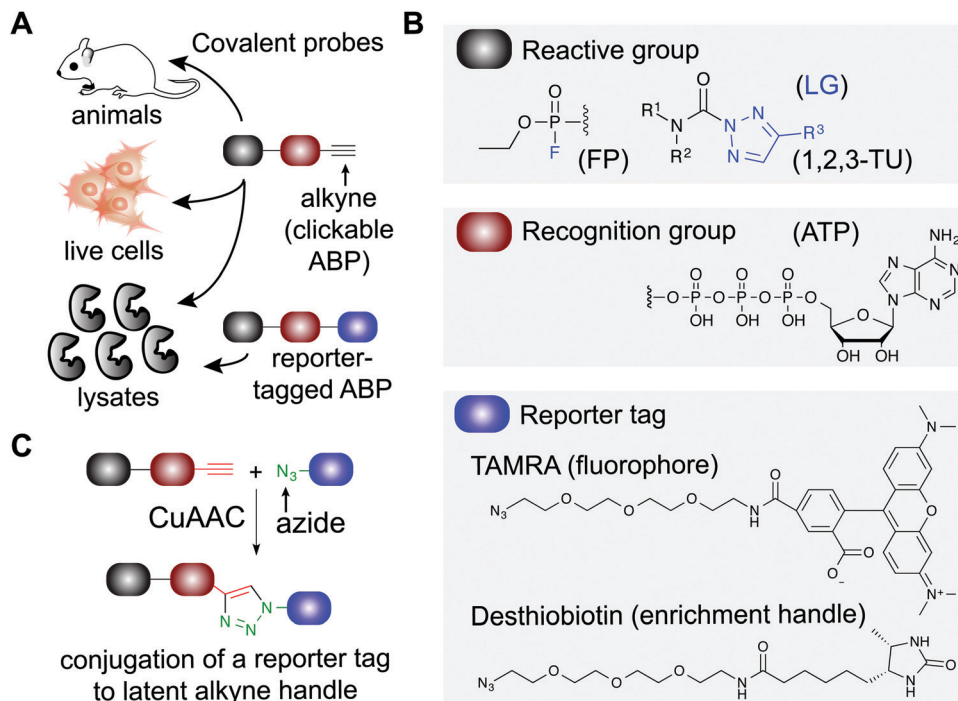 A
Covalent probes
animals
alkyne
(clickable
ABP)
live cells
reporter-
tagged ABP
lysates
B
Reactive group
O
O
P
F
(FP)
O
R¹
N
R²
N
N
N
R³
(LG)
(1,2,3-TU)
Recognition group
(ATP)
NH₂
N
N
N
N
O
P
O
P
O
P
O
O
O
O
OH
OH
OH
O
OH
OH
Reporter tag
TAMRA (fluorophore)
N₃
O
O
O
N
H
O
O
O⁻
N
O
N⁺
Desthiobiotin (enrichment handle)
N₃
O
O
O
N
H
O
NH
O
N
H
C
+
N₃
CuAAC
azide
N
N
N
conjugation of a reporter tag
to latent alkyne handle